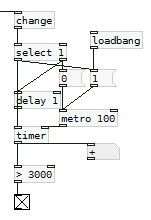 change
loadbang
select 1
0
1
delay 1
metro 100
timer
+
> 3000